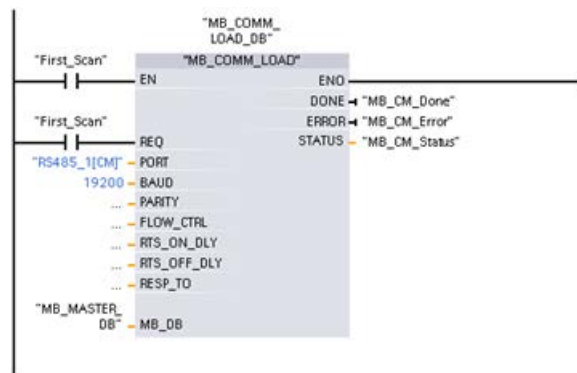 "MB_COMM_
LOAD_DB"
"First_Scan"
"MB_COMM_LOAD"
EN
ENO
DONE
"MB_CM_Done"
"First_Scan"
ERROR
"MB_CM_Error"
REQ
STATUS
"MB_CM_Status"
"RS485_1[CM]"
PORT
19200
BAUD
...
PARITY
...
FLOW_CTRL
...
RTS_ON_DLY
...
RTS_OFF_DLY
...
RESP_TO
"MB_MASTER_
DB"
MB_DB